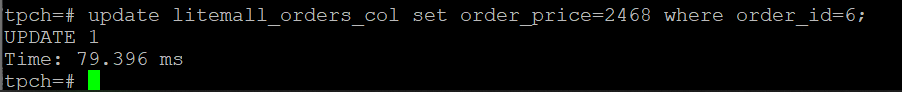 tpch=# update litemall_orders_col set order_price=2468 where order_id=6;
UPDATE 1
Time: 79.396 ms
tpch=#